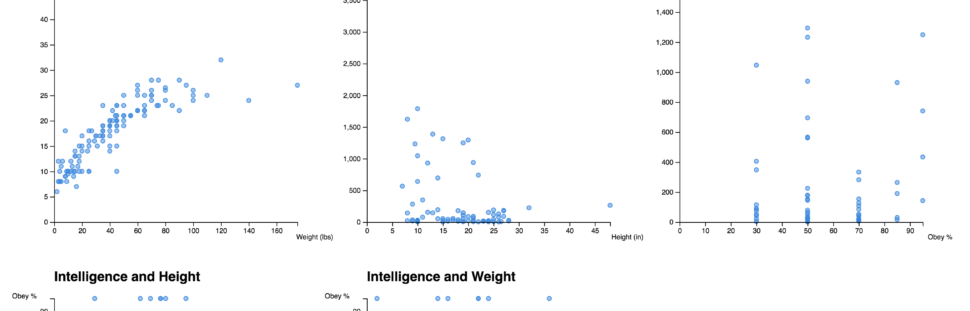 3,500
40
1,400
35
3,000
1,200
30
2,500
1,000
25
2,000
800
20
1,500
600
15
1,000
400
10
500
200
5
0
0
0
0 20 40 60 80 100 120 140 160
Weight (lbs)
0 5 10 15 20 25 30 35 40 45
Height (in)
0 10 20 30 40 50 60 70 80 90
Obey %
Intelligence and Height
Intelligence and Weight
Obey %
Obey %